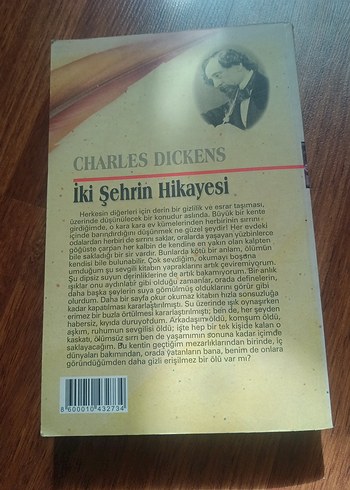 CHARLES DICKENS
İki Şehrin Hikayesi
Herkesin diğerleri için derin bir gizlilik ve esrar taşıması,
üzerinde düşünülecek bir konudur aslında. Büyük bir kente
girdiğimde, o kara kara ev kümelerinden herbirinin sırrını
içinde barındırdığını düşünmek ne güzel şeydir! Her evdeki
odalardan herbiri de sırrını saklar, oralarda yaşayan yüzbinlerce
göğüste çarpan her kalbin de kendine en yakın olan kalpten
bile sakladığı bir sır vardır. Bunlarda kötü bir anlam, ölümün
kendisi bile bulunabilir. Çok sevdiğim, okumayı boşuna
umduğum şu sevgili kitabın yapraklarını artık çeviremiyorum.
Şu dipsiz suyun derinliklerine de artık bakamıyorum. Bir anlık
ışıklar onu aydınlatır gibi olduğu zamanlar, orada definelerin,
daha başka şeylerin suya gömülmüş olduklarını görür gibi
olurdum. Daha bir sayfa okur okumaz kitabın hızla sonsuzluğa
kadar kapatılması kararlaştırılmıştı. Su üzerinde ışık oynaşırken
erimez bir buzla örtülmesi kararlaştırılmıştı; ben de, her şeyden
habersiz, kıyıda duruyordum. Arkadaşım öldü, komşum öldü,
aşkım, ruhumun sevgilisi öldü; işte hep bir tek kişide kalan o
kaskatı, ölümsüz sırrı ben de yaşamımın sonuna kadar içimde
saklayacağım. Bu kentin geçtiğim mezarlıklarından birinde, iç
dünyaları bakımından, orada yatanların bana, benim de onlara
göründüğümden daha gizli erişilmez bir ölü var mı?
8600010432734